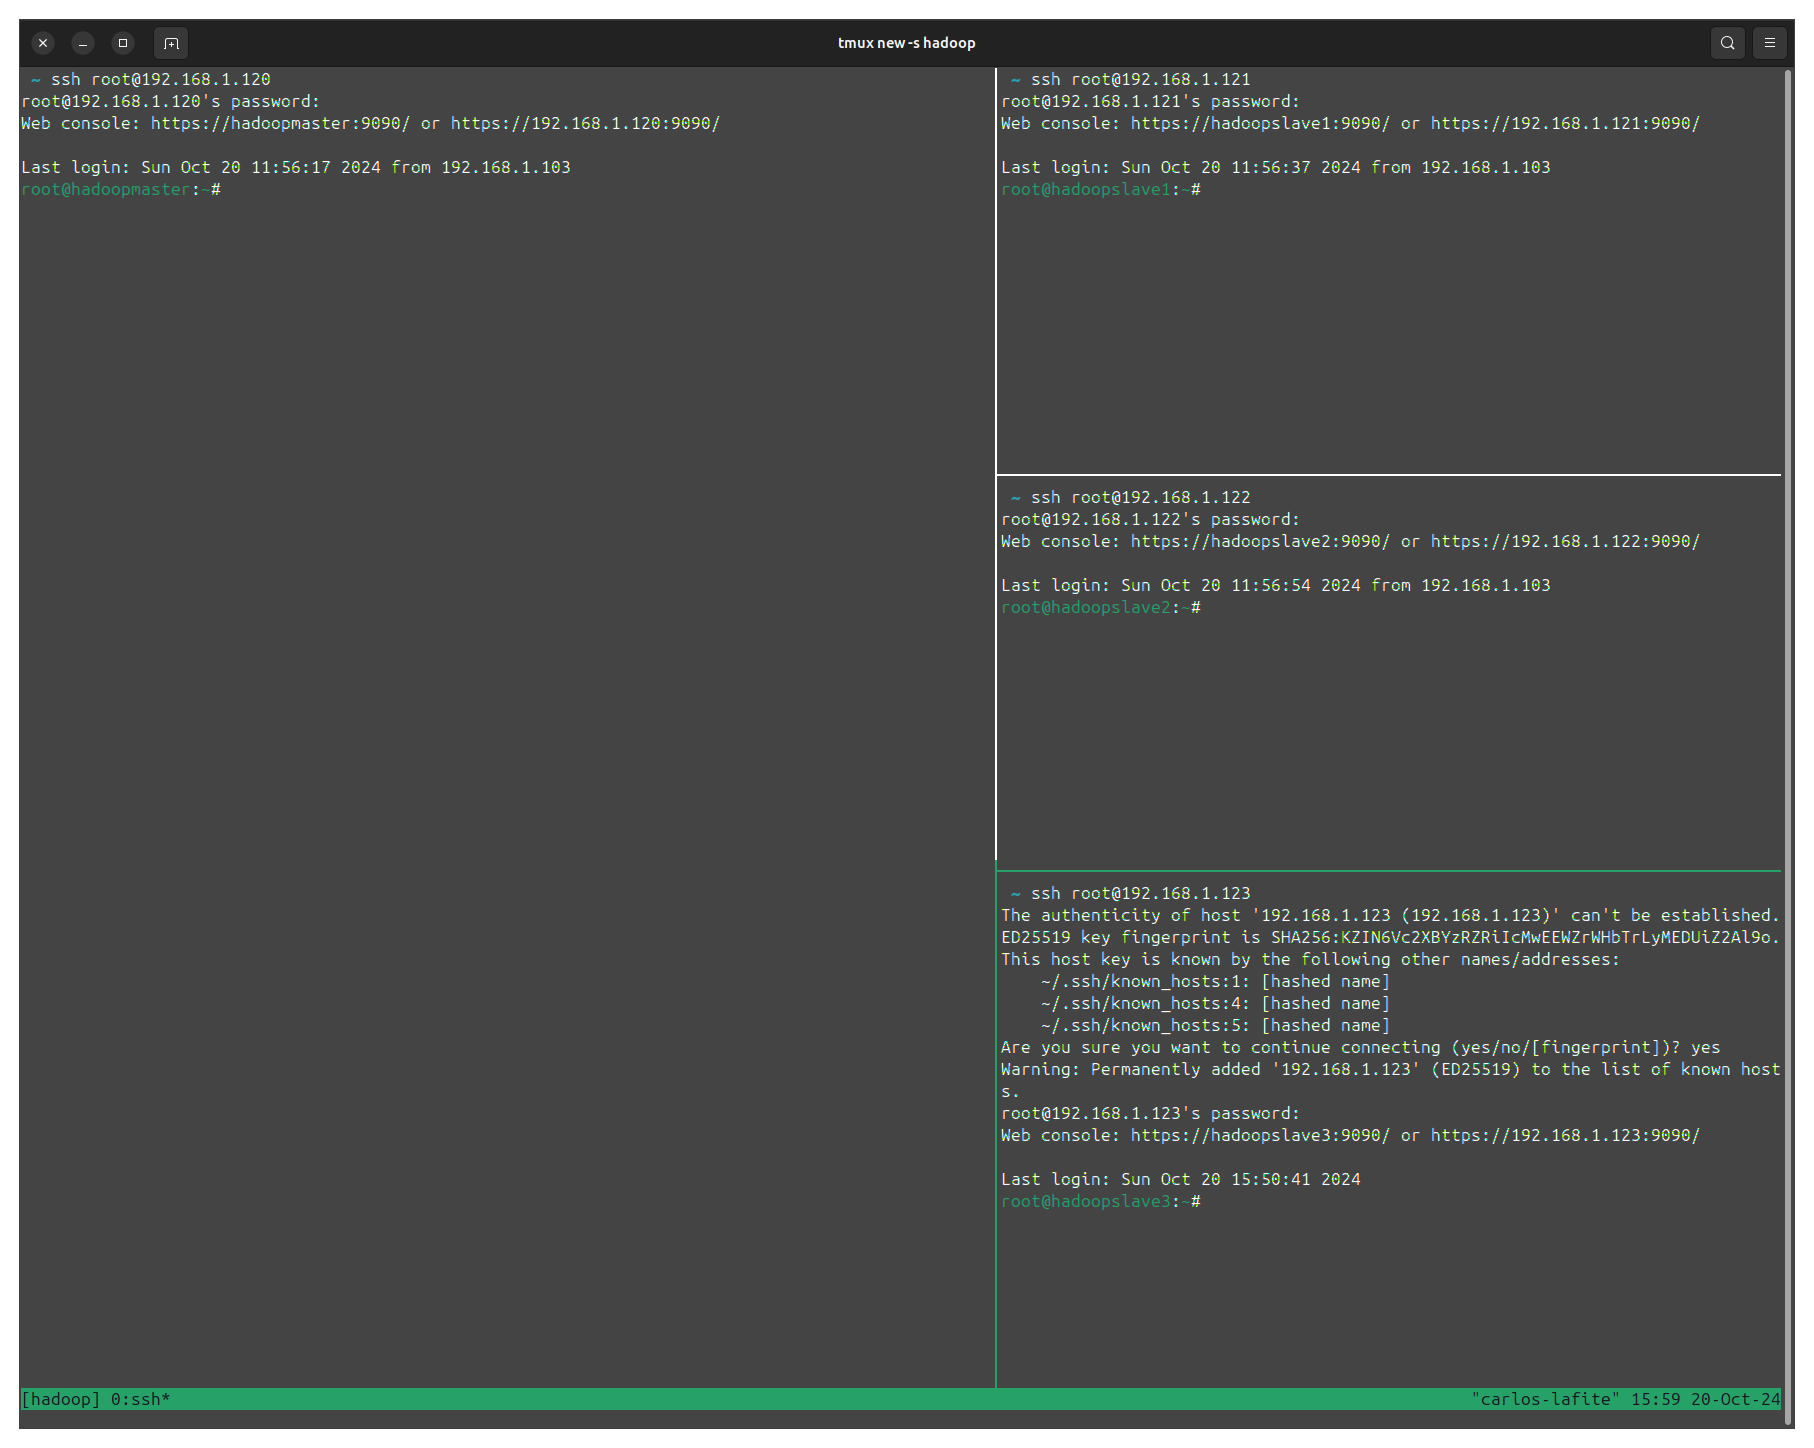 tmux new -s hadoop
~ ssh root@192.168.1.120
root@192.168.1.120's password:
Web console: https://hadoopmaster:9090/ or https://192.168.1.120:9090/
Last login: Sun Oct 20 11:56:17 2024 from 192.168.1.103
root@hadoopmaster:~#
~ ssh root@192.168.1.121
root@192.168.1.121's password:
Web console: https://hadoopslave1:9090/ or https://192.168.1.121:9090/
Last login: Sun Oct 20 11:56:37 2024 from 192.168.1.103
root@hadoopslave1:~#
~ ssh root@192.168.1.122
root@192.168.1.122's password:
Web console: https://hadoopslave2:9090/ or https://192.168.1.122:9090/
Last login: Sun Oct 20 11:56:54 2024 from 192.168.1.103
root@hadoopslave2:~#
~ ssh root@192.168.1.123
The authenticity of host '192.168.1.123 (192.168.1.123)' can't be established.
ED25519 key fingerprint is SHA256:KZIN6Vc2XBYzRZRiIcMwEEWZrWHbTrLyMEDUiZ2Al9o.
This host key is known by the following other names/addresses:
~/.ssh/known_hosts:1: [hashed name]
~/.ssh/known_hosts:4: [hashed name]
~/.ssh/known_hosts:5: [hashed name]
Are you sure you want to continue connecting (yes/no/[fingerprint])? yes
Warning: Permanently added '192.168.1.123' (ED25519) to the list of known host
s.
root@192.168.1.123's password:
Web console: https://hadoopslave3:9090/ or https://192.168.1.123:9090/
Last login: Sun Oct 20 15:50:41 2024
root@hadoopslave3:~#
[hadoop] 0:ssh* "carlos-lafite" 15:59 20-Oct-24